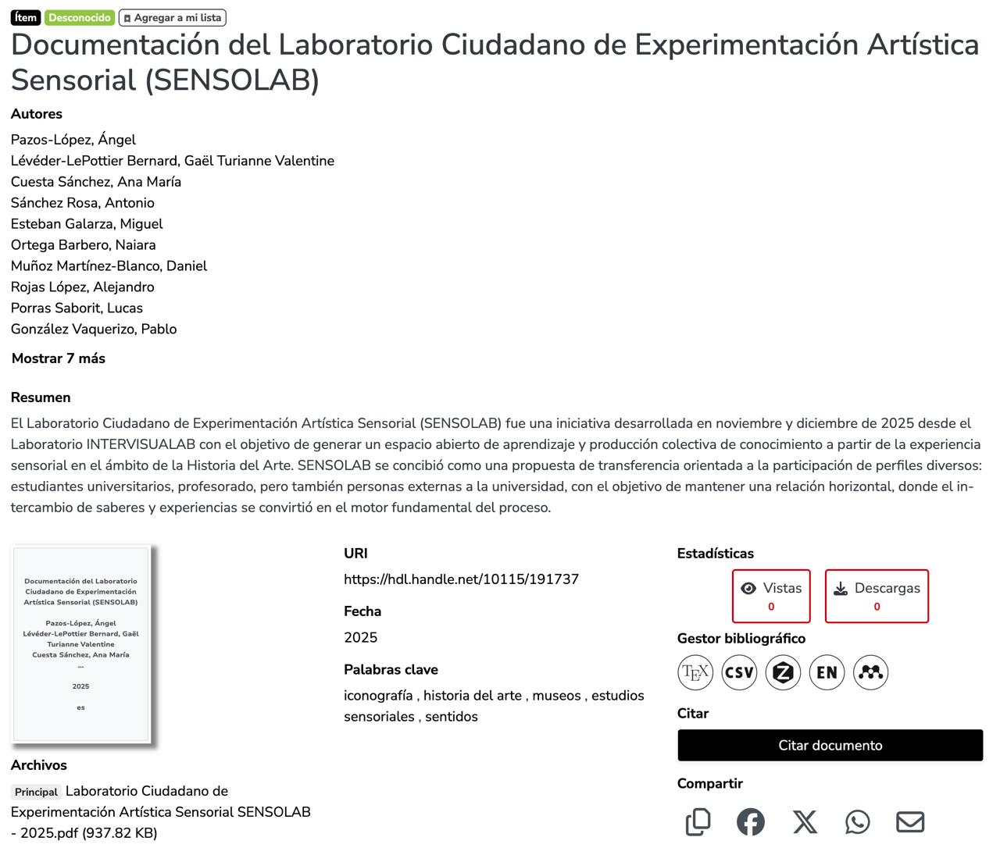 Ítem Desconocido Agregar a mi lista
Documentación del Laboratorio Ciudadano de Experimentación Artística
Sensorial (SENSOLAB)
Autores
Pazos-López, Ángel
Lévéder-LePottier Bernard, Gaël Turianne Valentine
Cuesta Sánchez, Ana María
Sánchez Rosa, Antonio
Esteban Galarza, Miguel
Ortega Barbero, Naiara
Muñoz Martínez-Blanco, Daniel
Rojas López, Alejandro
Porras Saborit, Lucas
González Vaquerizo, Pablo
Mostrar 7 más
Resumen
El Laboratorio Ciudadano de Experimentación Artística Sensorial (SENSOLAB) fue una iniciativa desarrollada en noviembre y diciembre de 2025 desde el
Laboratorio INTERVISUALAB con el objetivo de generar un espacio abierto de aprendizaje y producción colectiva de conocimiento a partir de la experiencia
sensorial en el ámbito de la Historia del Arte. SENSOLAB se concibió como una propuesta de transferencia orientada a la participación de perfiles diversos:
estudiantes universitarios, profesorado, pero también personas externas a la universidad, con el objetivo de mantener una relación horizontal, donde el in-
tercambio de saberes y experiencias se convirtió en el motor fundamental del proceso.
Documentación del Laboratorio
Ciudadano de Experimentación
Artística Sensorial (SENSOLAB)
Pazos-López, Ángel
Lévéder-LePottier Bernard, Gaël
Turianne Valentine
Cuesta Sánchez, Ana María
...
2025
es
Archivos
Principal Laboratorio Ciudadano de
Experimentación Artística Sensorial SENSOLAB
- 2025.pdf (937.82 KB)
URI
https://hdl.handle.net/10115/191737
Fecha
2025
Palabras clave
iconografía , historia del arte , museos , estudios
sensoriales , sentidos
Estadísticas
Vistas
0
Descargas
0
Gestor bibliográfico
TEX CSV Z EN
Citar
Citar documento
Compartir